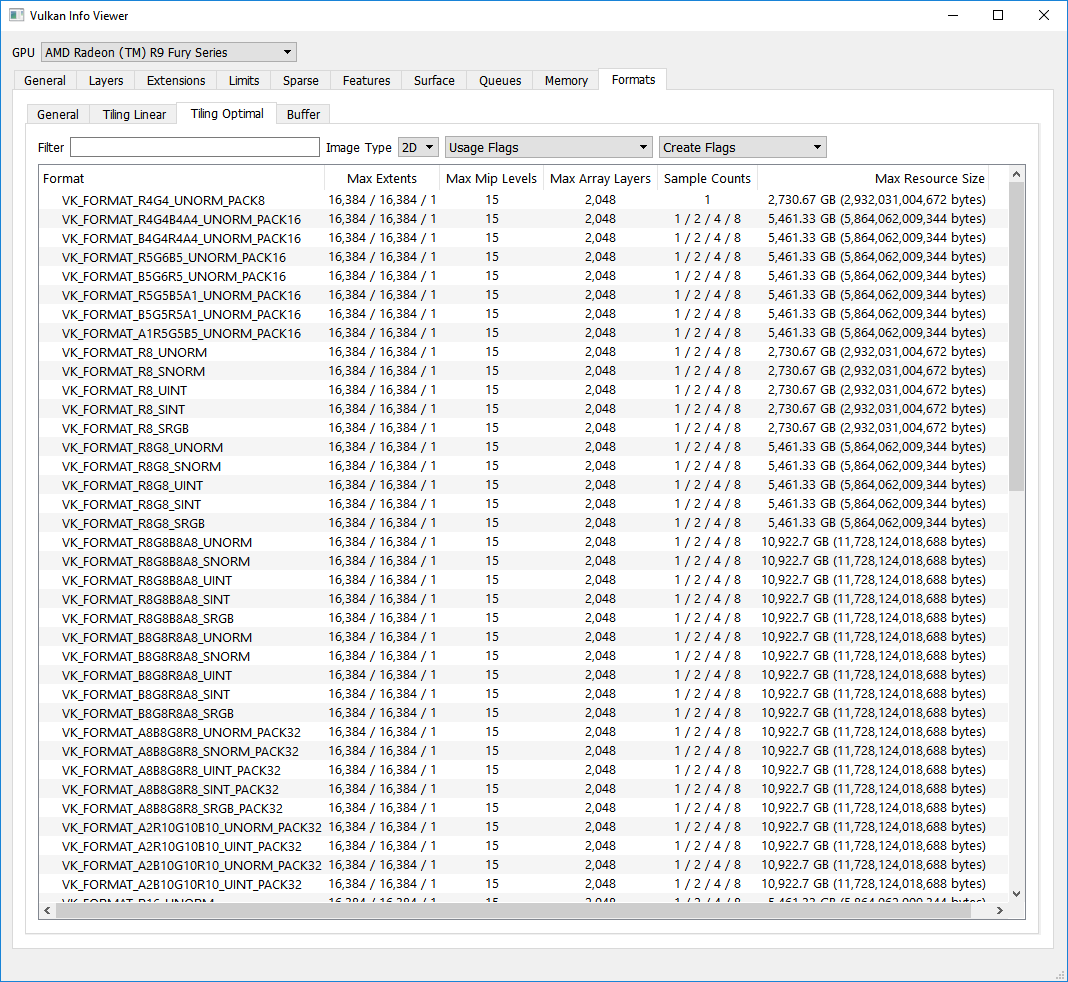 Vulkan Info Viewer
GPU AMD Radeon (TM) R9 Fury Series
General Layers Extensions Limits Sparse Features Surface Queues Memory Formats
General Tiling Linear Tiling Optimal Buffer
Filter Image Type 2D Usage Flags Create Flags
Format Max Extents Max Mip Levels Max Array Layers Sample Counts Max Resource Size
VK_FORMAT_R4G4_UNORM_PACK8 16,384 / 16,384 / 1 15 2,048 1 2,730.67 GB (2,932,031,004,672 bytes)
VK_FORMAT_R4G4B4A4_UNORM_PACK16 16,384 / 16,384 / 1 15 2,048 1 / 2 / 4 / 8 5,461.33 GB (5,864,062,009,344 bytes)
VK_FORMAT_B4G4R4A4_UNORM_PACK16 16,384 / 16,384 / 1 15 2,048 1 / 2 / 4 / 8 5,461.33 GB (5,864,062,009,344 bytes)
VK_FORMAT_R5G6B5_UNORM_PACK16 16,384 / 16,384 / 1 15 2,048 1 / 2 / 4 / 8 5,461.33 GB (5,864,062,009,344 bytes)
VK_FORMAT_B5G6R5_UNORM_PACK16 16,384 / 16,384 / 1 15 2,048 1 / 2 / 4 / 8 5,461.33 GB (5,864,062,009,344 bytes)
VK_FORMAT_R5G5B5A1_UNORM_PACK16 16,384 / 16,384 / 1 15 2,048 1 / 2 / 4 / 8 5,461.33 GB (5,864,062,009,344 bytes)
VK_FORMAT_B5G5R5A1_UNORM_PACK16 16,384 / 16,384 / 1 15 2,048 1 / 2 / 4 / 8 5,461.33 GB (5,864,062,009,344 bytes)
VK_FORMAT_A1R5G5B5_UNORM_PACK16 16,384 / 16,384 / 1 15 2,048 1 / 2 / 4 / 8 5,461.33 GB (5,864,062,009,344 bytes)
VK_FORMAT_R8_UNORM 16,384 / 16,384 / 1 15 2,048 1 / 2 / 4 / 8 2,730.67 GB (2,932,031,004,672 bytes)
VK_FORMAT_R8_SNORM 16,384 / 16,384 / 1 15 2,048 1 / 2 / 4 / 8 2,730.67 GB (2,932,031,004,672 bytes)
VK_FORMAT_R8_UINT 16,384 / 16,384 / 1 15 2,048 1 / 2 / 4 / 8 2,730.67 GB (2,932,031,004,672 bytes)
VK_FORMAT_R8_SINT 16,384 / 16,384 / 1 15 2,048 1 / 2 / 4 / 8 2,730.67 GB (2,932,031,004,672 bytes)
VK_FORMAT_R8_SRGB 16,384 / 16,384 / 1 15 2,048 1 / 2 / 4 / 8 2,730.67 GB (2,932,031,004,672 bytes)
VK_FORMAT_R8G8_UNORM 16,384 / 16,384 / 1 15 2,048 1 / 2 / 4 / 8 5,461.33 GB (5,864,062,009,344 bytes)
VK_FORMAT_R8G8_SNORM 16,384 / 16,384 / 1 15 2,048 1 / 2 / 4 / 8 5,461.33 GB (5,864,062,009,344 bytes)
VK_FORMAT_R8G8_UINT 16,384 / 16,384 / 1 15 2,048 1 / 2 / 4 / 8 5,461.33 GB (5,864,062,009,344 bytes)
VK_FORMAT_R8G8_SINT 16,384 / 16,384 / 1 15 2,048 1 / 2 / 4 / 8 5,461.33 GB (5,864,062,009,344 bytes)
VK_FORMAT_R8G8_SRGB 16,384 / 16,384 / 1 15 2,048 1 / 2 / 4 / 8 5,461.33 GB (5,864,062,009,344 bytes)
VK_FORMAT_R8G8B8A8_UNORM 16,384 / 16,384 / 1 15 2,048 1 / 2 / 4 / 8 10,922.7 GB (11,728,124,018,688 bytes)
VK_FORMAT_R8G8B8A8_SNORM 16,384 / 16,384 / 1 15 2,048 1 / 2 / 4 / 8 10,922.7 GB (11,728,124,018,688 bytes)
VK_FORMAT_R8G8B8A8_UINT 16,384 / 16,384 / 1 15 2,048 1 / 2 / 4 / 8 10,922.7 GB (11,728,124,018,688 bytes)
VK_FORMAT_R8G8B8A8_SINT 16,384 / 16,384 / 1 15 2,048 1 / 2 / 4 / 8 10,922.7 GB (11,728,124,018,688 bytes)
VK_FORMAT_R8G8B8A8_SRGB 16,384 / 16,384 / 1 15 2,048 1 / 2 / 4 / 8 10,922.7 GB (11,728,124,018,688 bytes)
VK_FORMAT_B8G8R8A8_UNORM 16,384 / 16,384 / 1 15 2,048 1 / 2 / 4 / 8 10,922.7 GB (11,728,124,018,688 bytes)
VK_FORMAT_B8G8R8A8_SNORM 16,384 / 16,384 / 1 15 2,048 1 / 2 / 4 / 8 10,922.7 GB (11,728,124,018,688 bytes)
VK_FORMAT_B8G8R8A8_UINT 16,384 / 16,384 / 1 15 2,048 1 / 2 / 4 / 8 10,922.7 GB (11,728,124,018,688 bytes)
VK_FORMAT_B8G8R8A8_SINT 16,384 / 16,384 / 1 15 2,048 1 / 2 / 4 / 8 10,922.7 GB (11,728,124,018,688 bytes)
VK_FORMAT_B8G8R8A8_SRGB 16,384 / 16,384 / 1 15 2,048 1 / 2 / 4 / 8 10,922.7 GB (11,728,124,018,688 bytes)
VK_FORMAT_A8B8G8R8_UNORM_PACK32 16,384 / 16,384 / 1 15 2,048 1 / 2 / 4 / 8 10,922.7 GB (11,728,124,018,688 bytes)
VK_FORMAT_A8B8G8R8_SNORM_PACK32 16,384 / 16,384 / 1 15 2,048 1 / 2 / 4 / 8 10,922.7 GB (11,728,124,018,688 bytes)
VK_FORMAT_A8B8G8R8_UINT_PACK32 16,384 / 16,384 / 1 15 2,048 1 / 2 / 4 / 8 10,922.7 GB (11,728,124,018,688 bytes)
VK_FORMAT_A8B8G8R8_SINT_PACK32 16,384 / 16,384 / 1 15 2,048 1 / 2 / 4 / 8 10,922.7 GB (11,728,124,018,688 bytes)
VK_FORMAT_A8B8G8R8_SRGB_PACK32 16,384 / 16,384 / 1 15 2,048 1 / 2 / 4 / 8 10,922.7 GB (11,728,124,018,688 bytes)
VK_FORMAT_A2R10G10B10_UNORM_PACK32 16,384 / 16,384 / 1 15 2,048 1 / 2 / 4 / 8 10,922.7 GB (11,728,124,018,688 bytes)
VK_FORMAT_A2R10G10B10_UINT_PACK32 16,384 / 16,384 / 1 15 2,048 1 / 2 / 4 / 8 10,922.7 GB (11,728,124,018,688 bytes)
VK_FORMAT_A2B10G10R10_UNORM_PACK32 16,384 / 16,384 / 1 15 2,048 1 / 2 / 4 / 8 10,922.7 GB (11,728,124,018,688 bytes)
VK_FORMAT_A2B10G10R10_UINT_PACK32 16,384 / 16,384 / 1 15 2,048 1 / 2 / 4 / 8 10,922.7 GB (11,728,124,018,688 bytes)